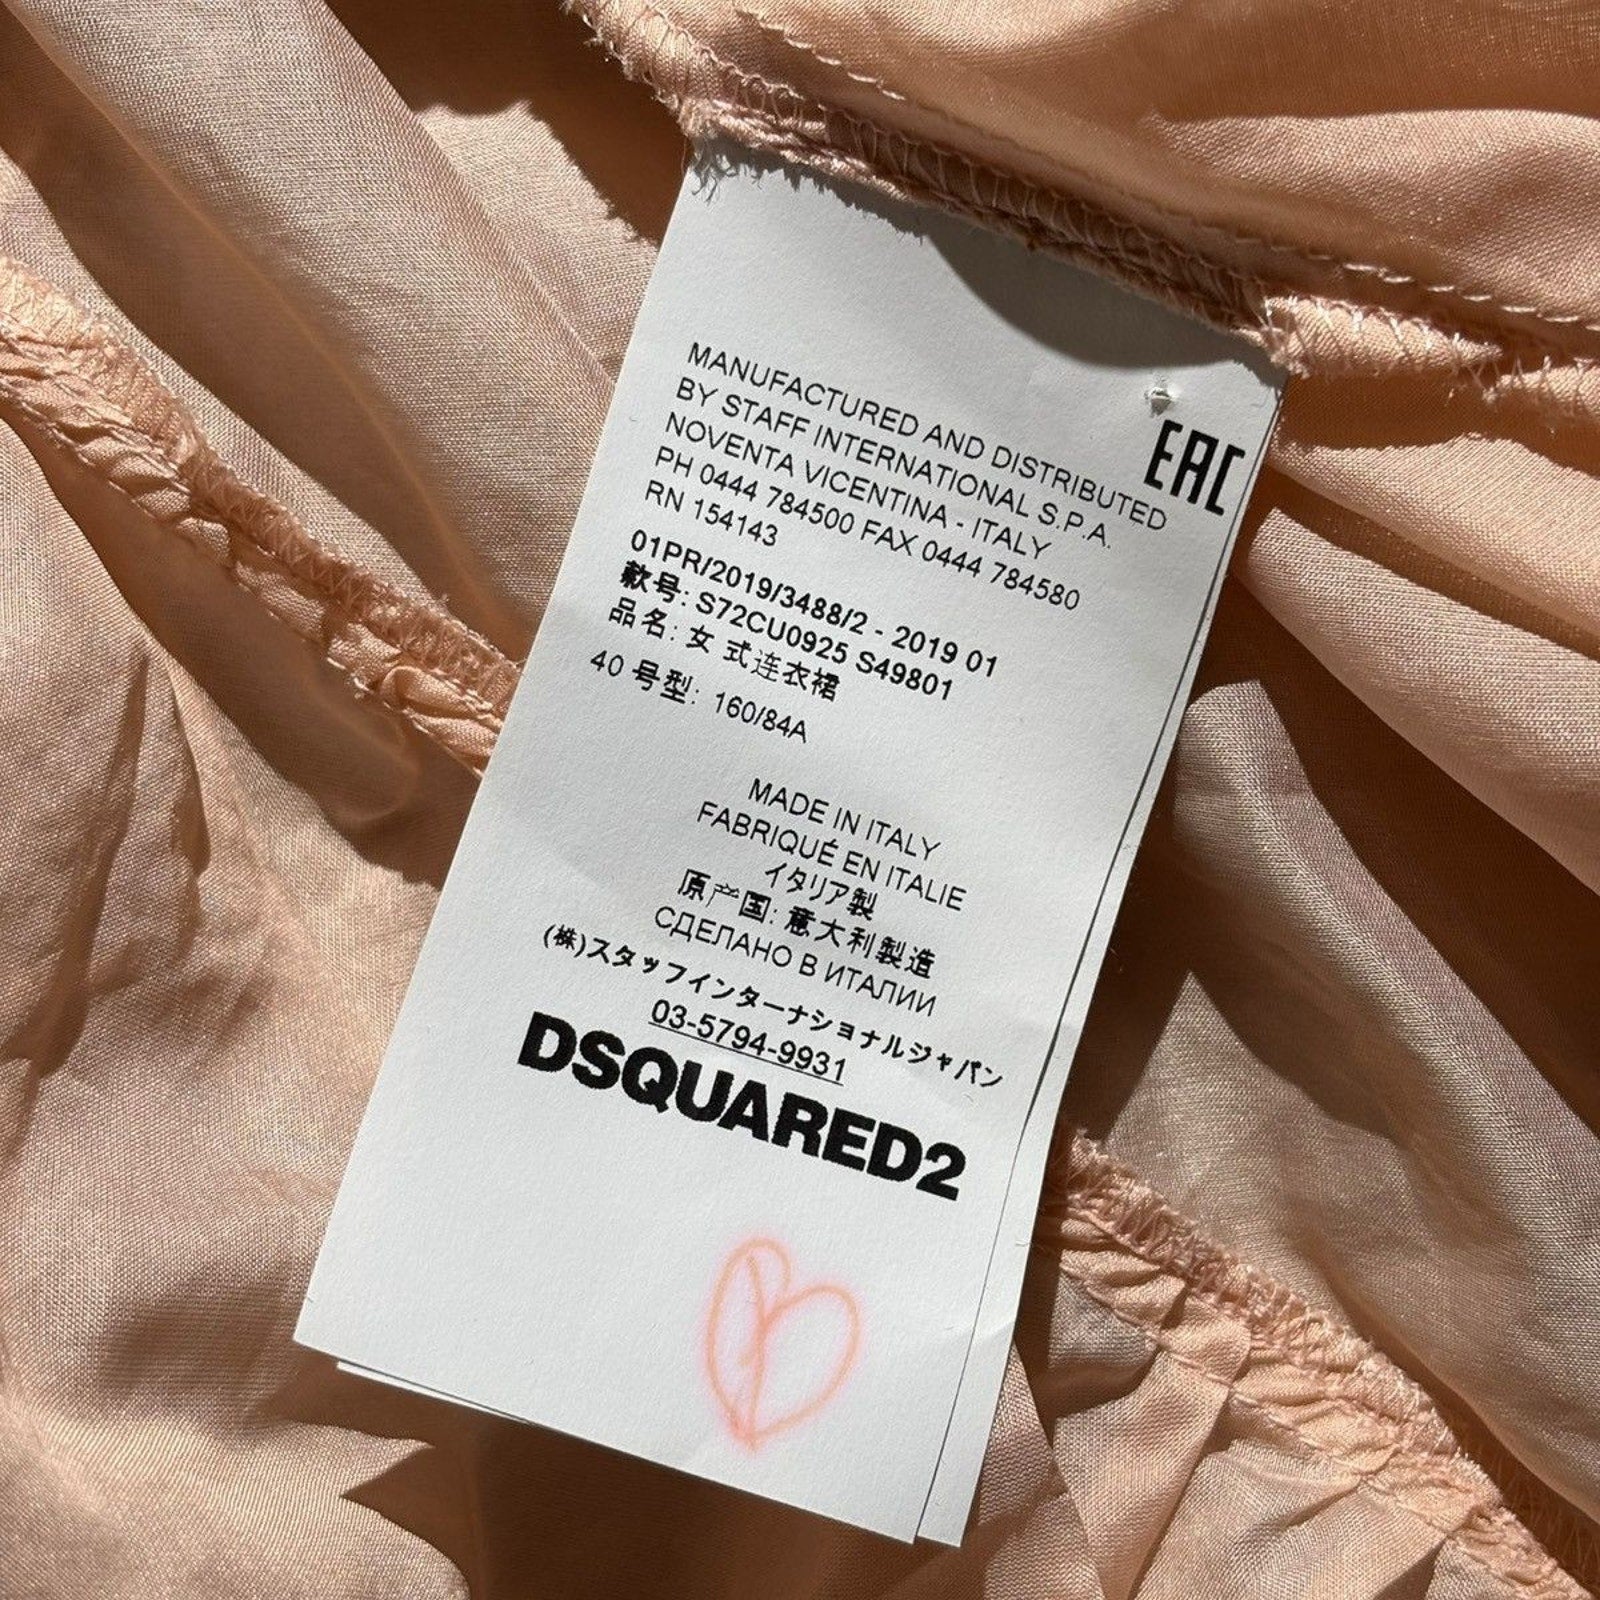 MANUFACTURED AND DISTRIBUTED
BY STAFF INTERNATIONAL S.P.A.
NOVENTA VICENTINA - ITALY
PH 0444 784500 FAX 0444 784580
RN 154143
EAC
01PR/2019/3488/2 - 2019 01
款号: S72CU0925 S49801
品名: 女 式连衣裙
40 号型: 160/84A
MADE IN ITALY
FABRIQUÉ EN ITALIE
イタリア製
原产国: 意大利製造
СДЕЛАНО В ИТАЛИИ
(株)スタッフインターナショナルジャパン
03-5794-9931
DSQUARED2